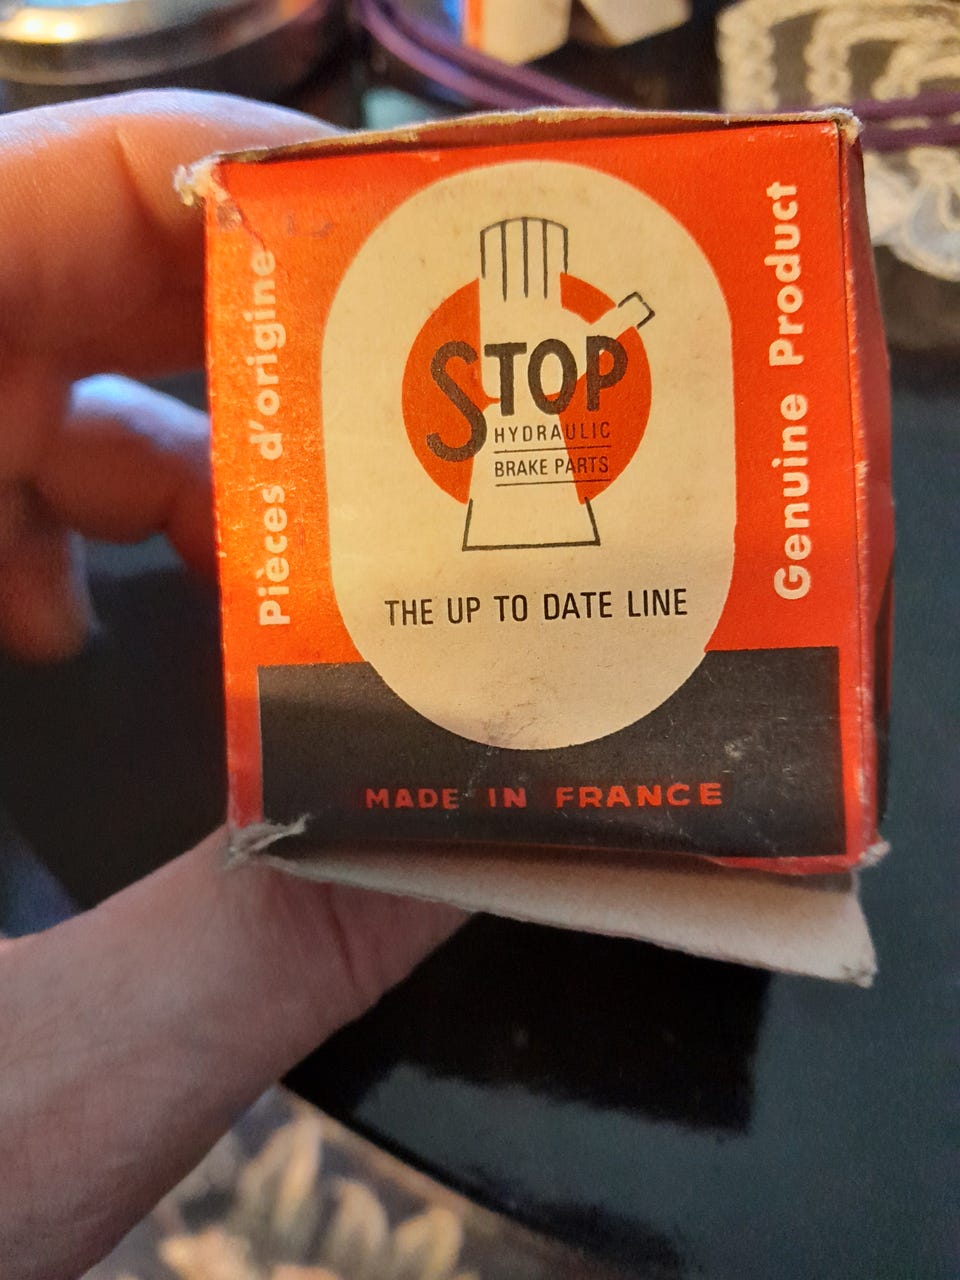 Pièces d'origine
STOP
HYDRAULIC
BRAKE PARTS
THE UP TO DATE LINE
Genuine Product
MADE IN FRANCE